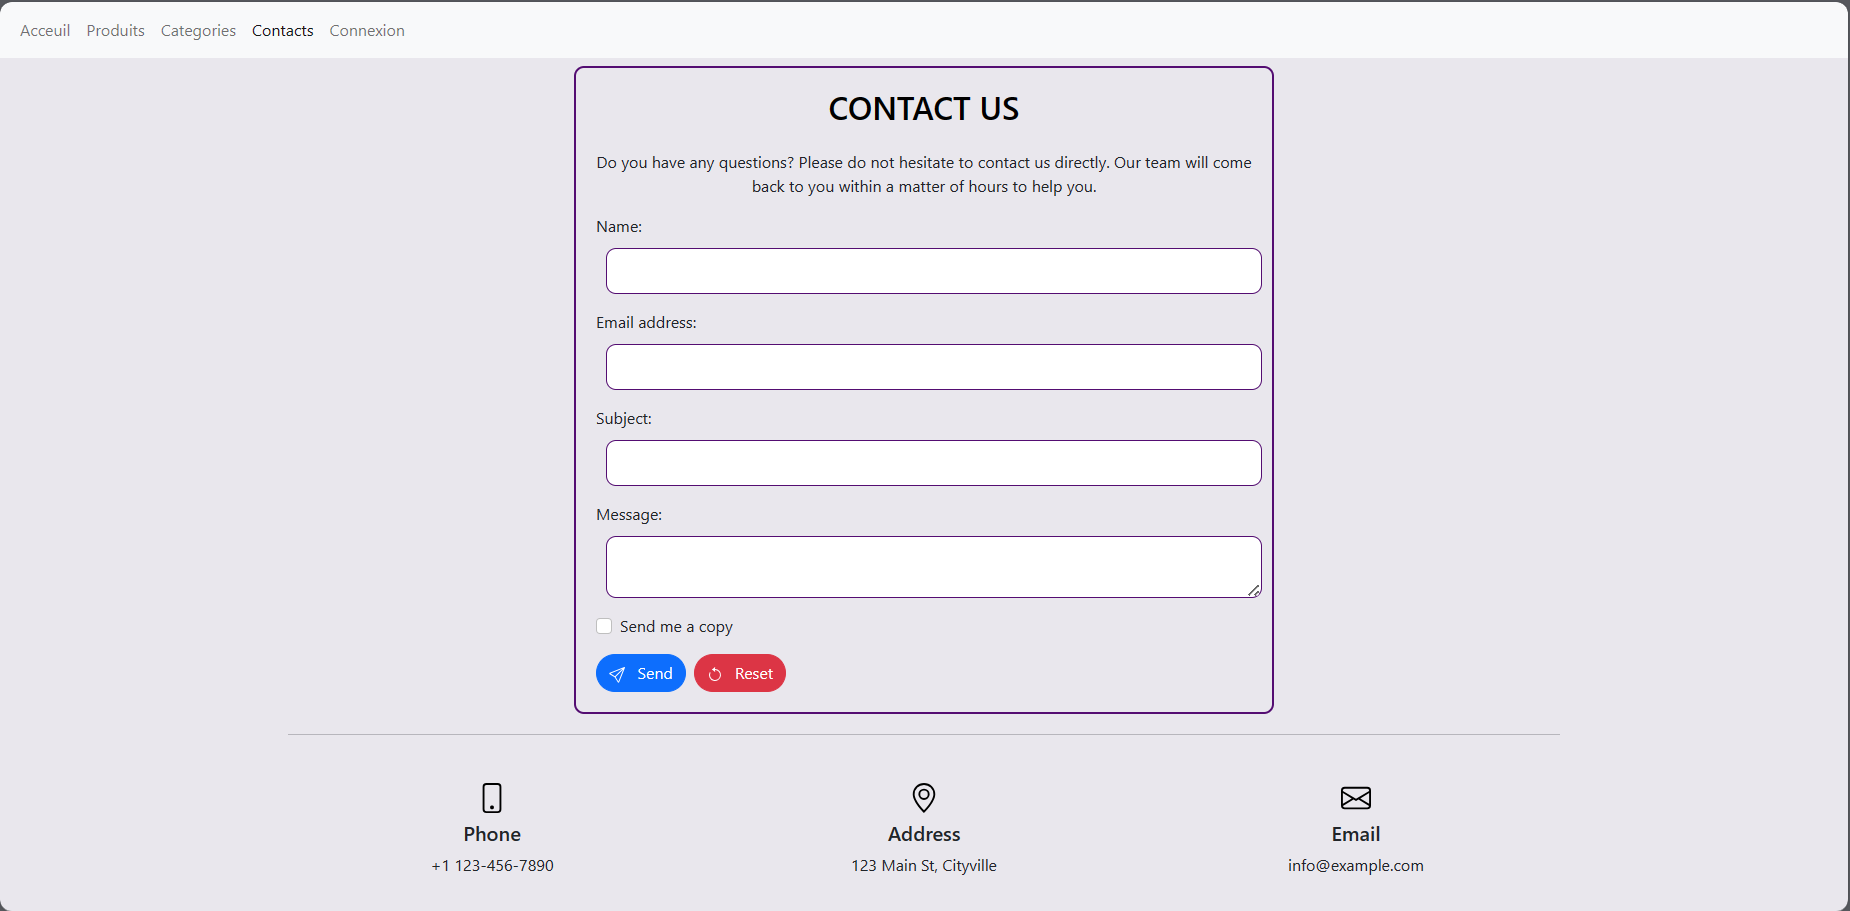 Acceuil Produits Categories Contacts Connexion
CONTACT US
Do you have any questions? Please do not hesitate to contact us directly. Our team will come
back to you within a matter of hours to help you.
Name:
Email address:
Subject:
Message:
Send me a copy
Send Reset
Phone Address Email
+1 123-456-7890 123 Main St, Cityville info@example.com